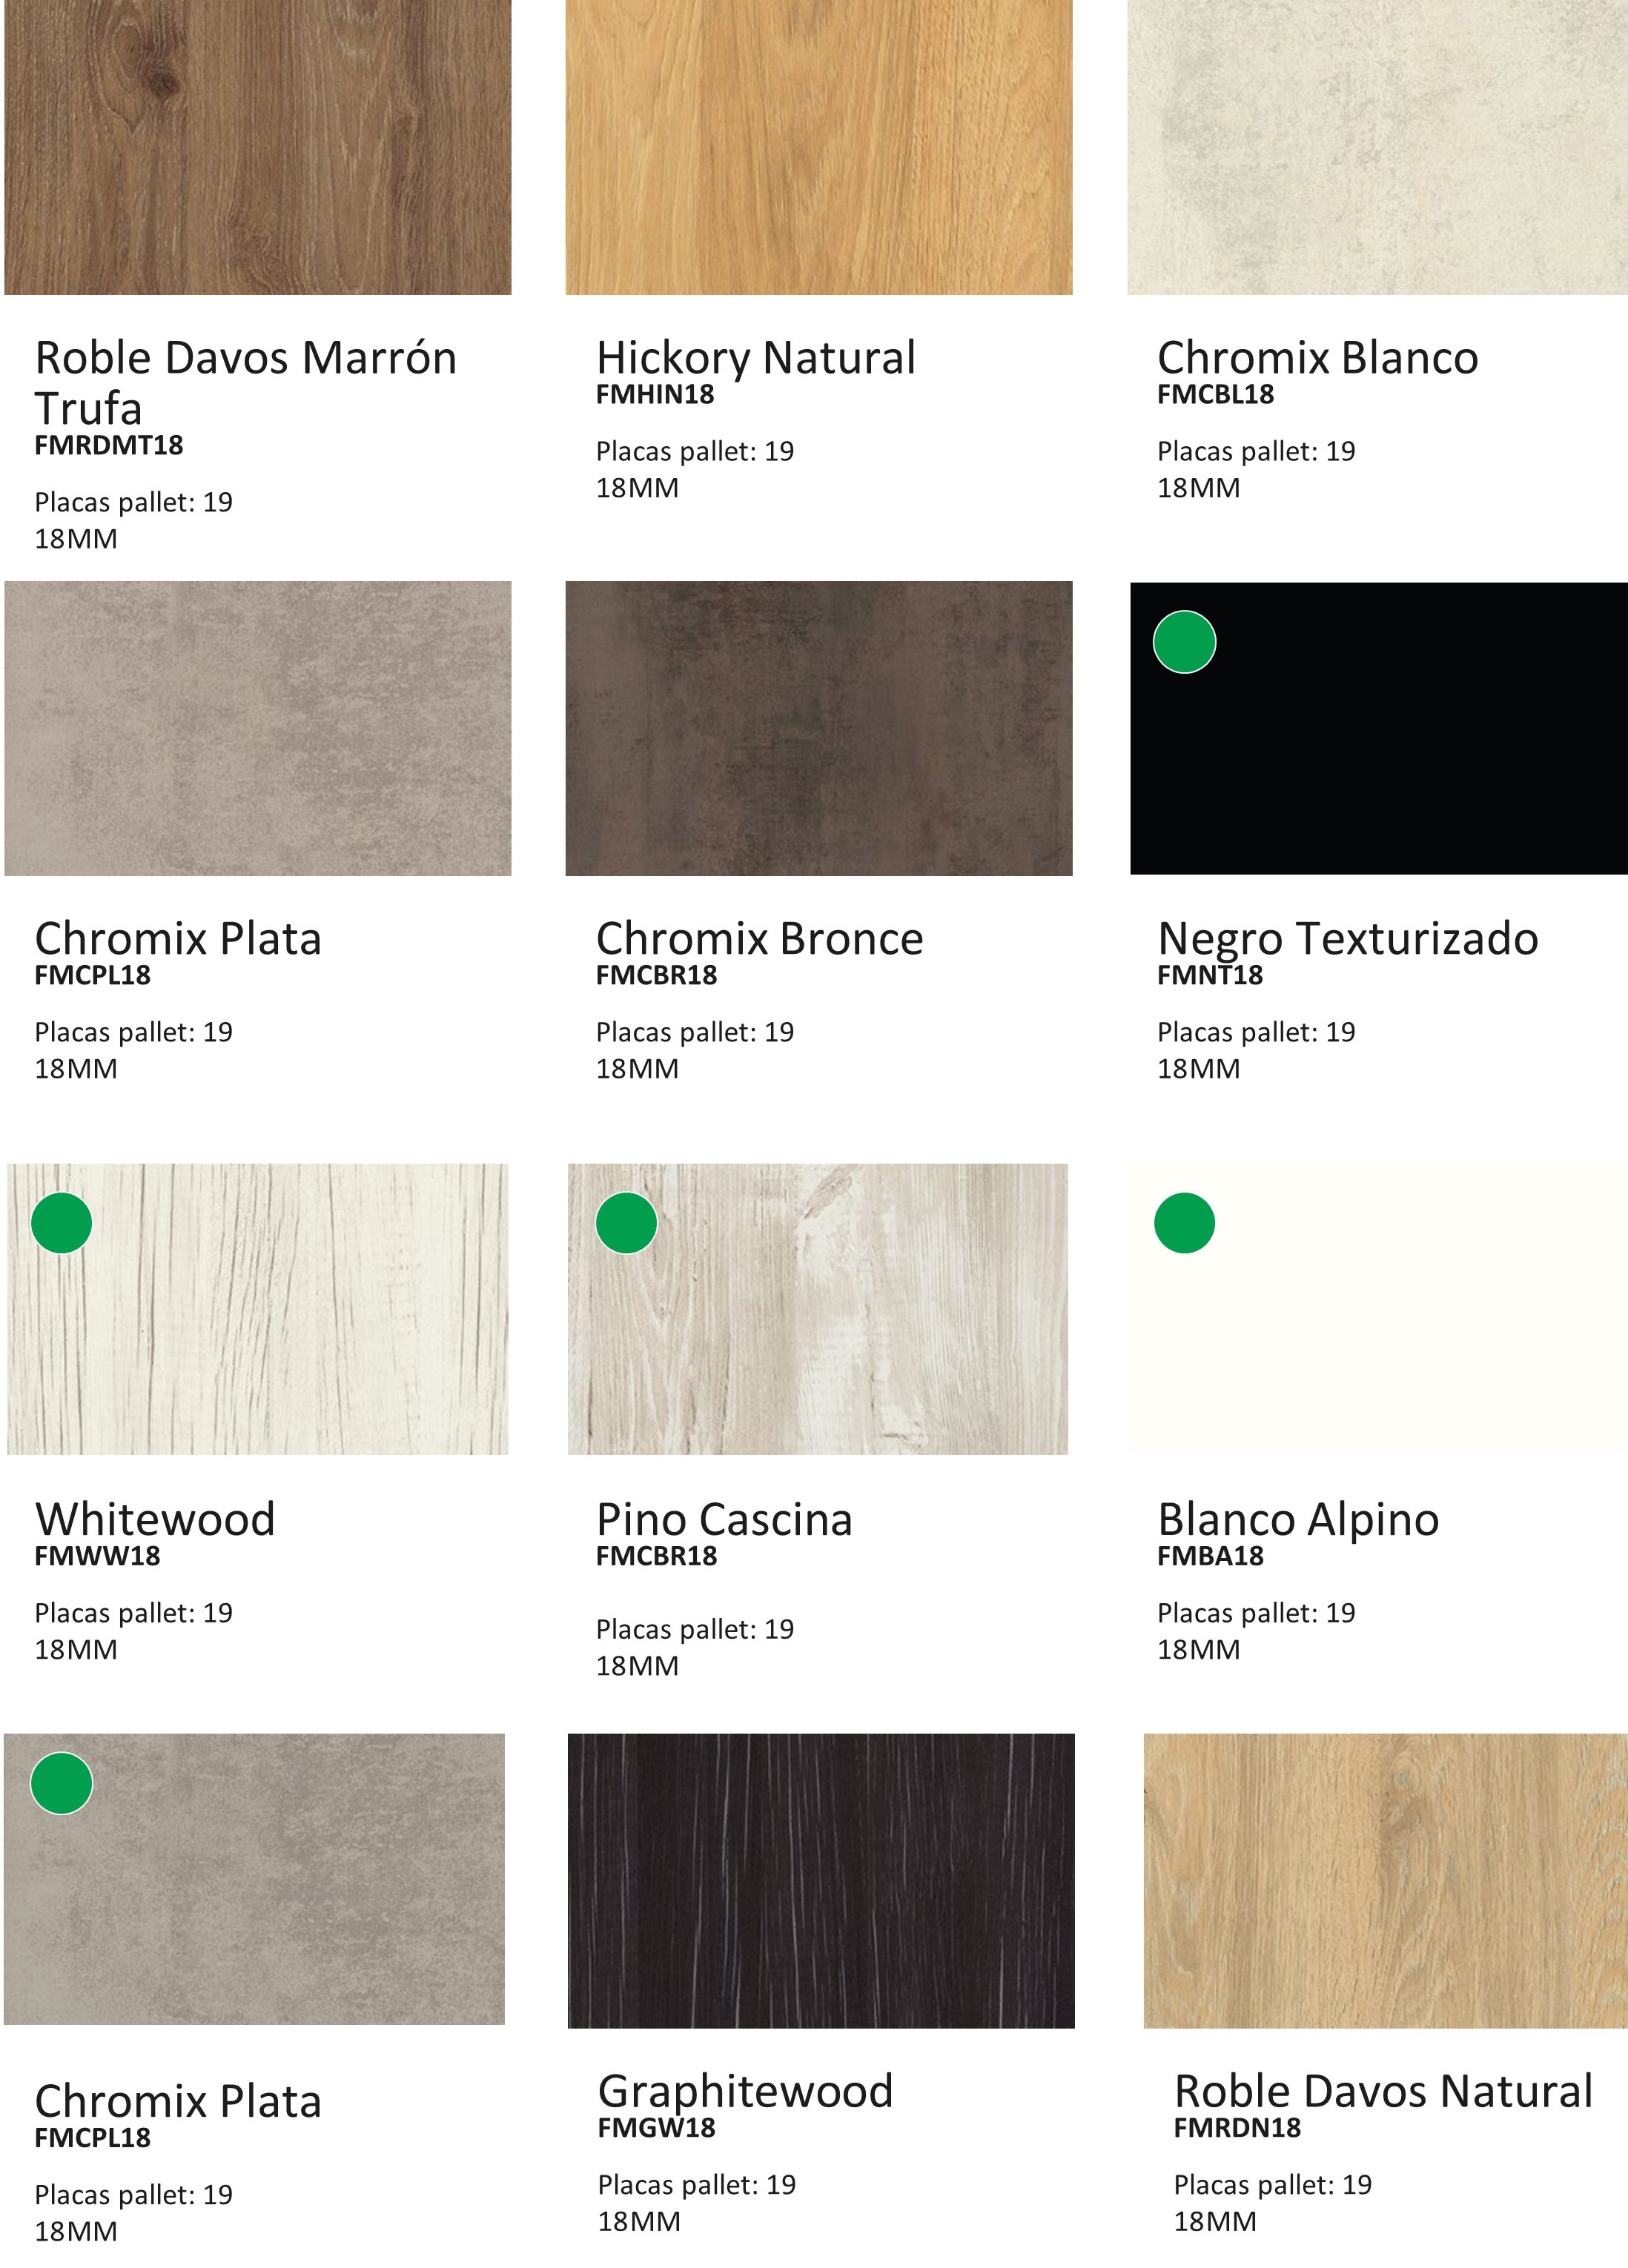 Roble Davos Marrón
Trufa
FMRDMT18
Placas pallet: 19
18MM
Hickory Natural
FMHIN18
Placas pallet: 19
18MM
Chromix Blanco
FMCBL18
Placas pallet: 19
18MM
Chromix Plata
FMCPL18
Placas pallet: 19
18MM
Chromix Bronce
FMCBR18
Placas pallet: 19
18MM
Negro Texturizado
FMNT18
Placas pallet: 19
18MM
Whitewood
FMWW18
Placas pallet: 19
18MM
Pino Cascina
FMCBR18
Placas pallet: 19
18MM
Blanco Alpino
FMBA18
Placas pallet: 19
18MM
Chromix Plata
FMCPL18
Placas pallet: 19
18MM
Graphitewood
FMGW18
Placas pallet: 19
18MM
Roble Davos Natural
FMRDN18
Placas pallet: 19
18MM